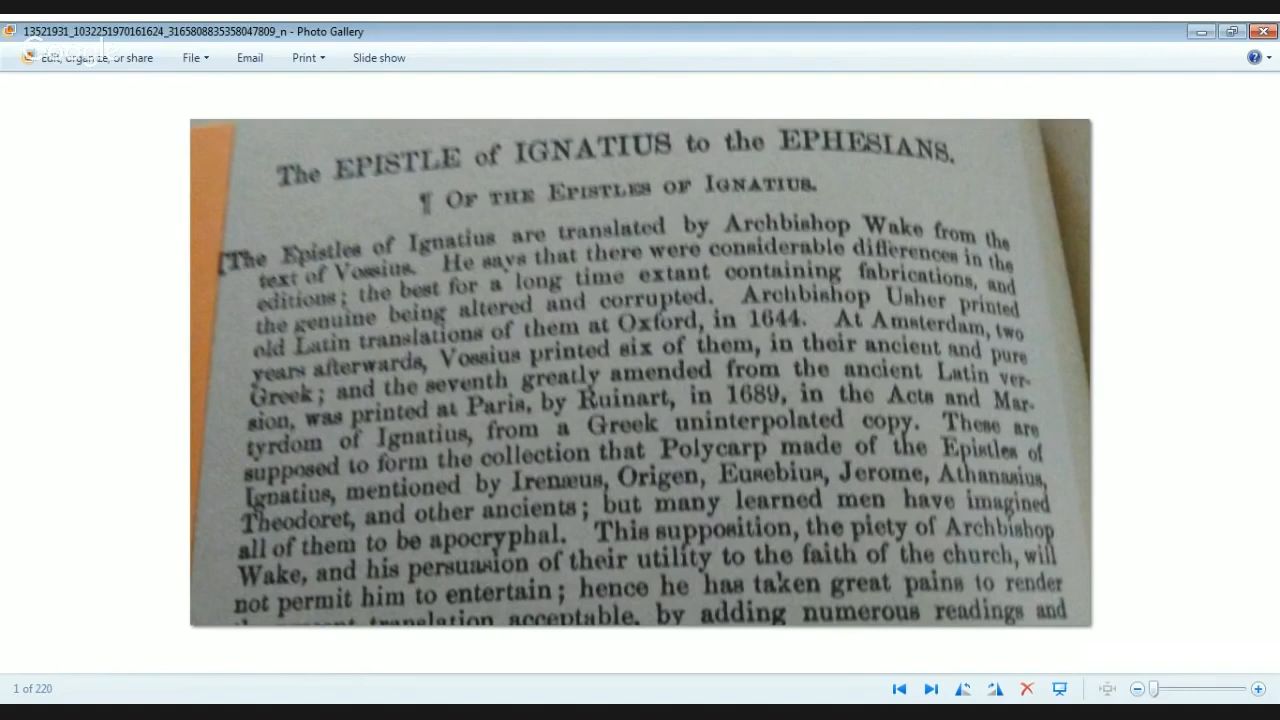 13521931_1032251970161624_3165808835358047809_n - Photo Gallery
Google
Edit, organize, or share File Email Print Slide show
The EPISTLE of IGNATIUS to the EPHESIANS.
¶ OF THE EPISTLES OF IGNATIUS.
[The Epistles of Ignatius are translated by Archbishop Wake from the
text of Vossius. He says that there were considerable differences in the
editions; the best for a long time extant containing fabrications, and
the genuine being altered and corrupted. Archbishop Usher printed
old Latin translations of them at Oxford, in 1644. At Amsterdam, two
years afterwards, Vossius printed six of them, in their ancient and pure
Greek; and the seventh greatly amended from the ancient Latin ver-
sion, was printed at Paris, by Ruinart, in 1689, in the Acts and Mar-
tyrdom of Ignatius, from a Greek uninterpolated copy. These are
supposed to form the collection that Polycarp made of the Epistles of
Ignatius, mentioned by Irenæus, Origen, Eusebius, Jerome, Athanasius,
Theodoret, and other ancients; but many learned men have imagined
all of them to be apocryphal. This supposition, the piety of Archbishop
Wake, and his persuasion of their utility to the faith of the church, will
not permit him to entertain; hence he has taken great pains to render
translation acceptable, by adding numerous readings and
1 of 220